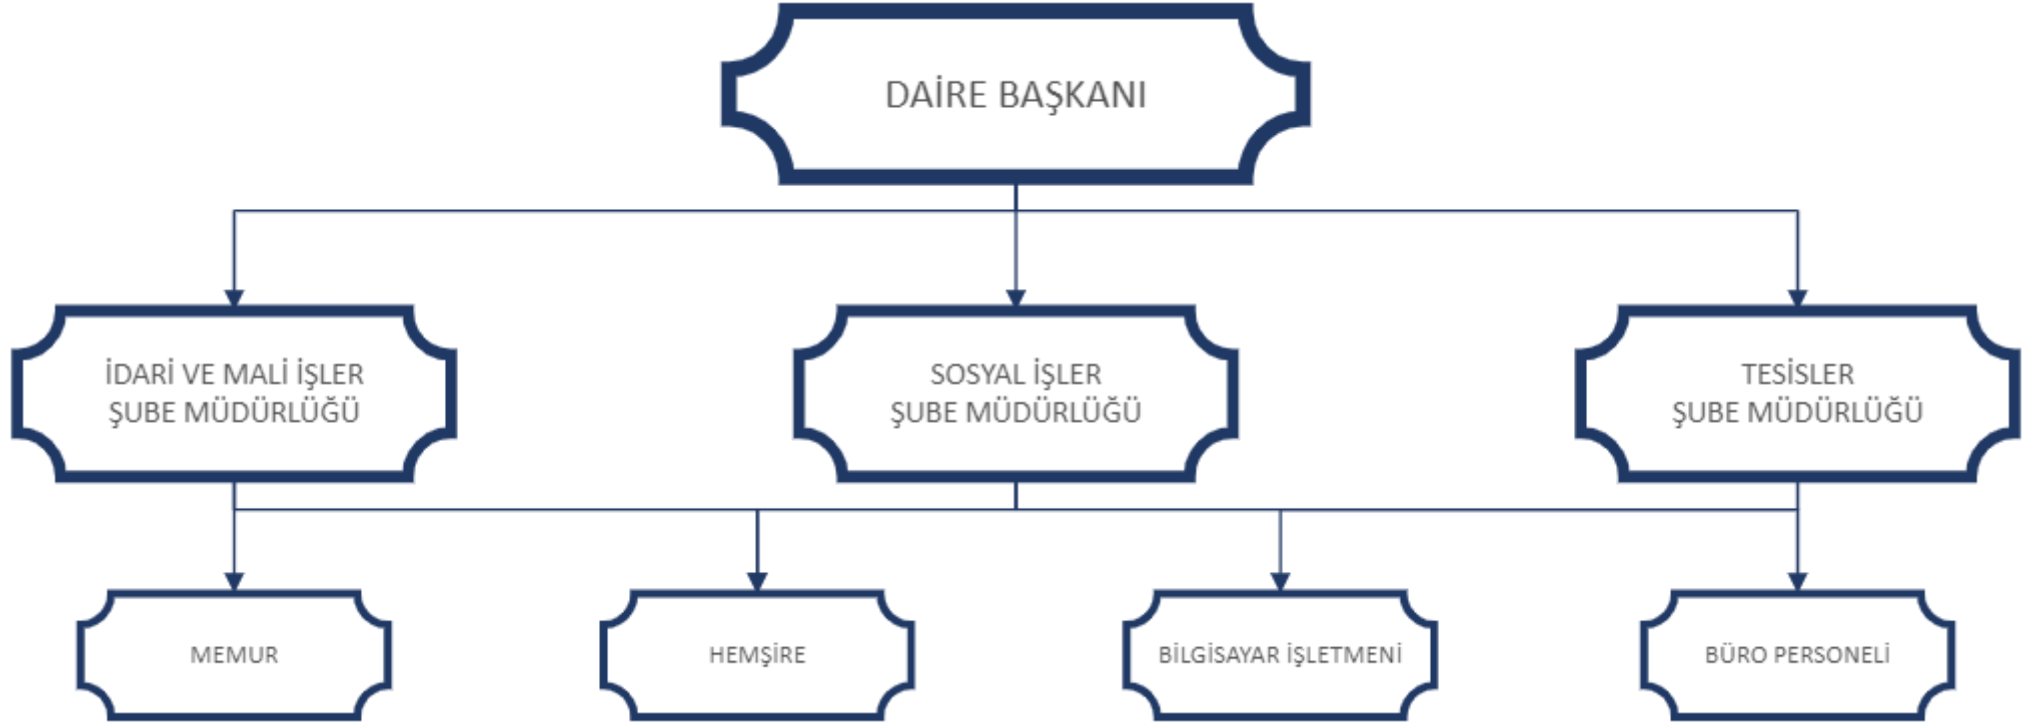 DAİRE BAŞKANI
İDARİ VE MALİ İŞLER
ŞUBE MÜDÜRLÜĞÜ
SOSYAL İŞLER
ŞUBE MÜDÜRLÜĞÜ
TESİSLER
ŞUBE MÜDÜRLÜĞÜ
MEMUR
HEMŞİRE
BİLGİSAYAR İŞLETMENİ
BÜRO PERSONELİ